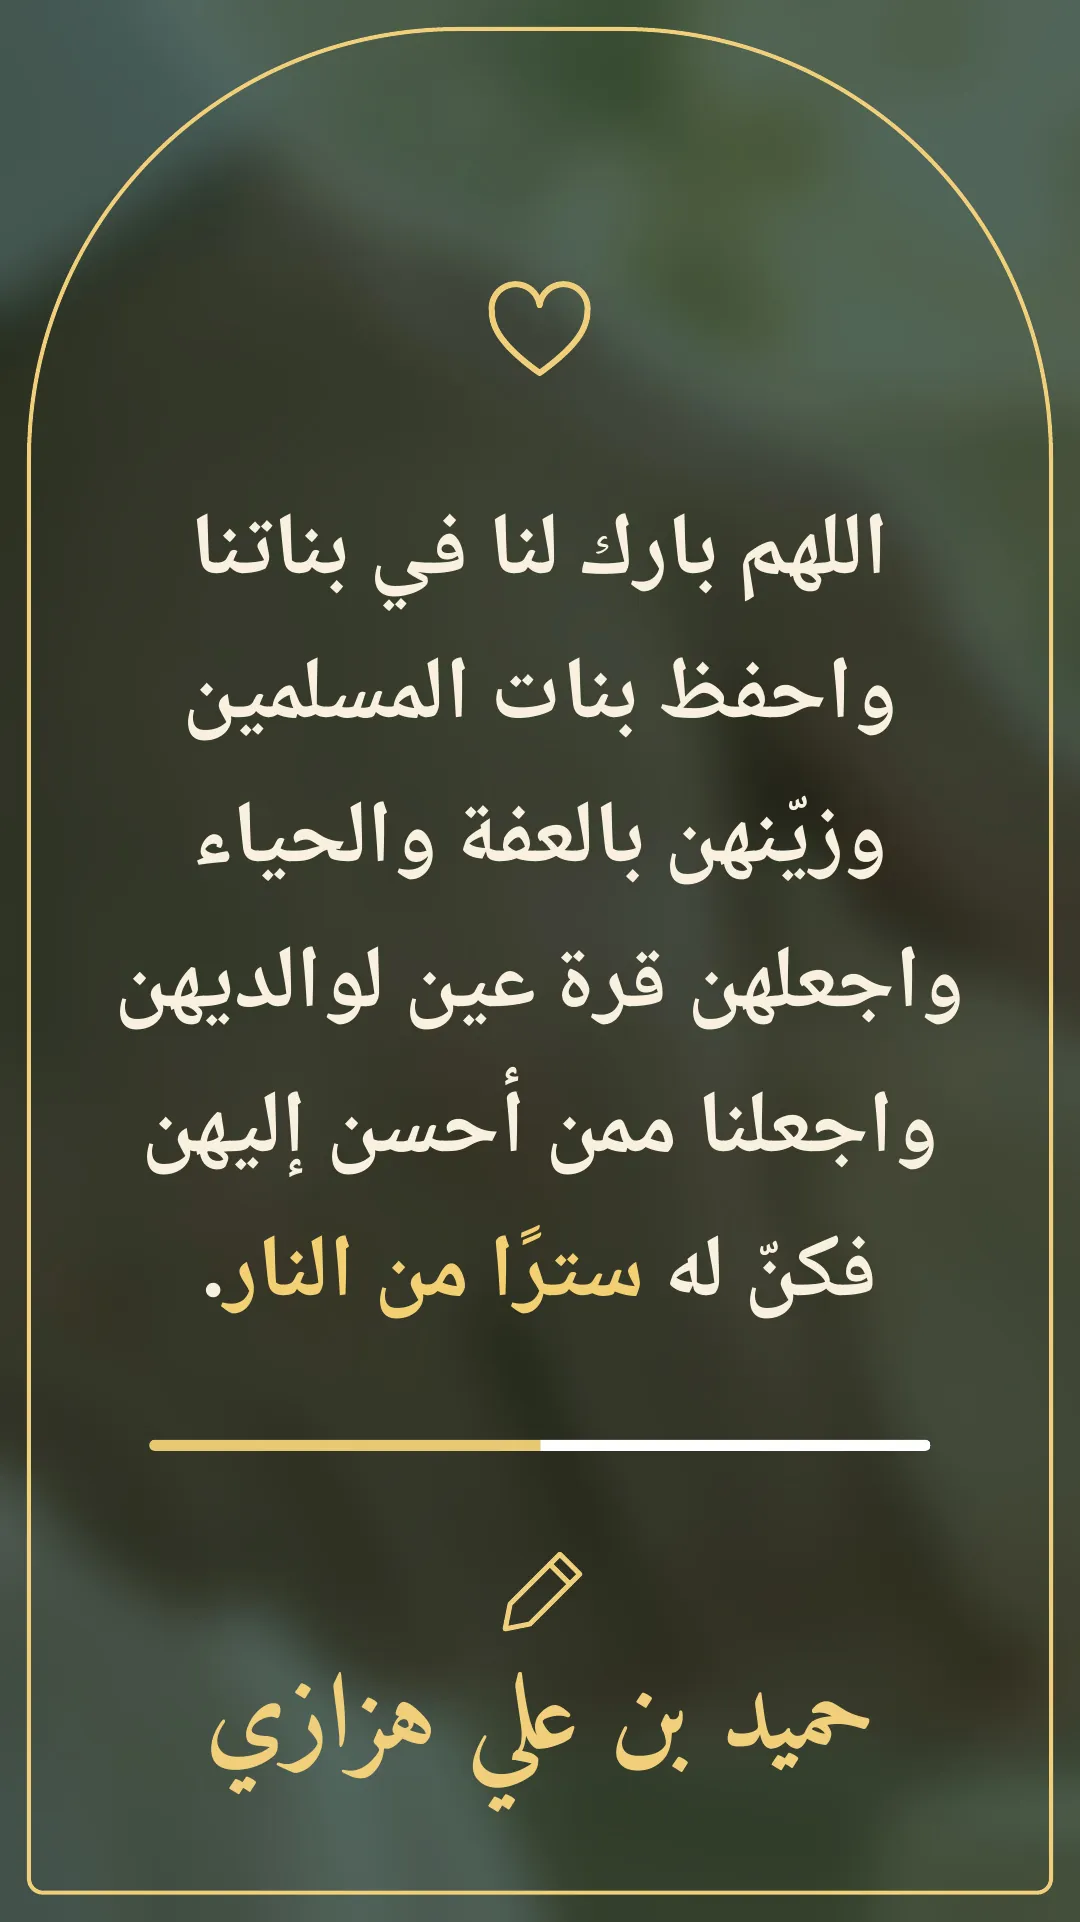 اللهم بارك لنا في بناتنا
واحفظ بنات المسلمين
وزيّنهن بالعفة والحياء
واجعلهن قرة عين لوالديهن
واجعلنا ممن أحسن إليهن
فكنّ له سترًا من النار.
حميد بن علي هزازي